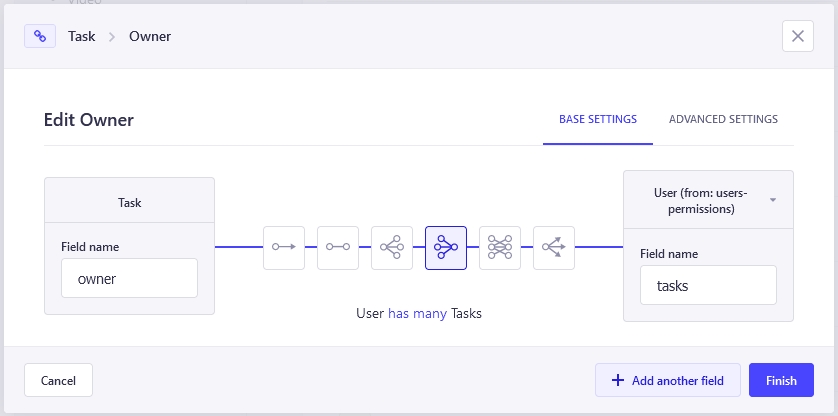 Video
Task
Owner
Edit Owner
BASE SETTINGS
ADVANCED SETTINGS
Task
Field name
owner
User (from: users-
permissions)
Field name
tasks
User has many Tasks
Cancel
Add another field
Finish